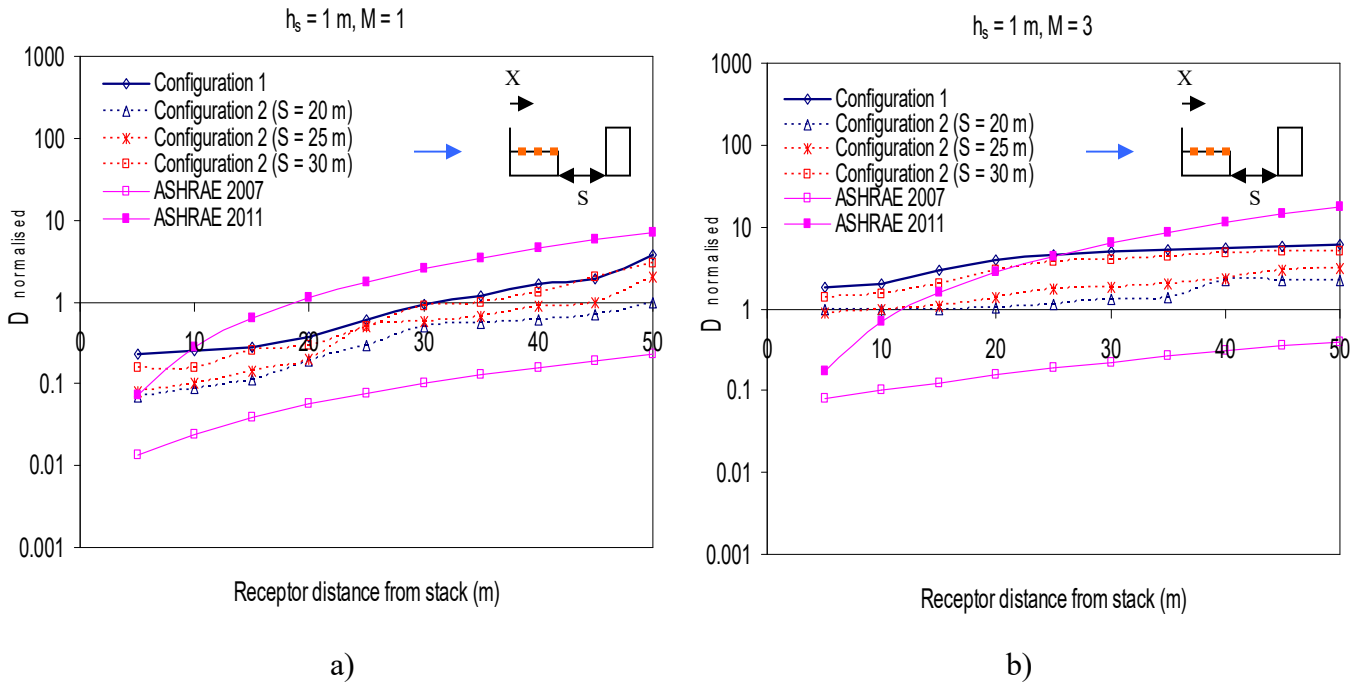 h_s = 1 m, M = 1
1000
100
10
1
0.1
0.01
0.001
D normalised
Configuration 1
Configuration 2 (S = 20 m)
Configuration 2 (S = 25 m)
Configuration 2 (S = 30 m)
ASHRAE 2007
ASHRAE 2011
X
S
0 10 20 30 40 50
Receptor distance from stack (m)
a)
h_s = 1 m, M = 3
1000
100
10
1
0.1
0.01
0.001
D normalised
Configuration 1
Configuration 2 (S = 20 m)
Configuration 2 (S = 25 m)
Configuration 2 (S = 30 m)
ASHRAE 2007
ASHRAE 2011
X
S
0 10 20 30 40 50
Receptor distance from stack (m)
b)